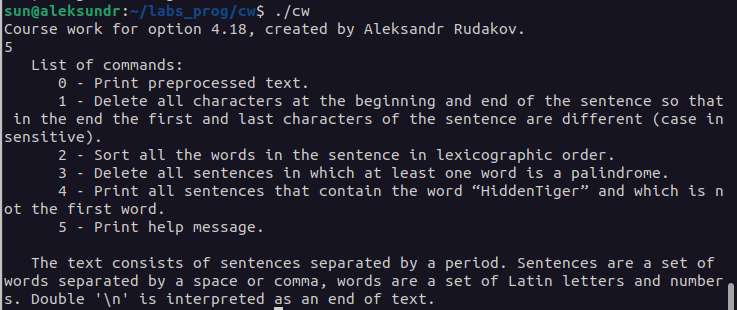 sun@aleksundr:~/labs_prog/cw$ ./cw
Course work for option 4.18, created by Aleksandr Rudakov.
5
   List of commands:
      0 - Print preprocessed text.
      1 - Delete all characters at the beginning and end of the sentence so that
 in the end the first and last characters of the sentence are different (case in
sensitive).
      2 - Sort all the words in the sentence in lexicographic order.
      3 - Delete all sentences in which at least one word is a palindrome.
      4 - Print all sentences that contain the word “HiddenTiger” and which is n
ot the first word.
      5 - Print help message.

   The text consists of sentences separated by a period. Sentences are a set of
words separated by a space or comma, words are a set of Latin letters and number
s. Double '\n' is interpreted as an end of text.